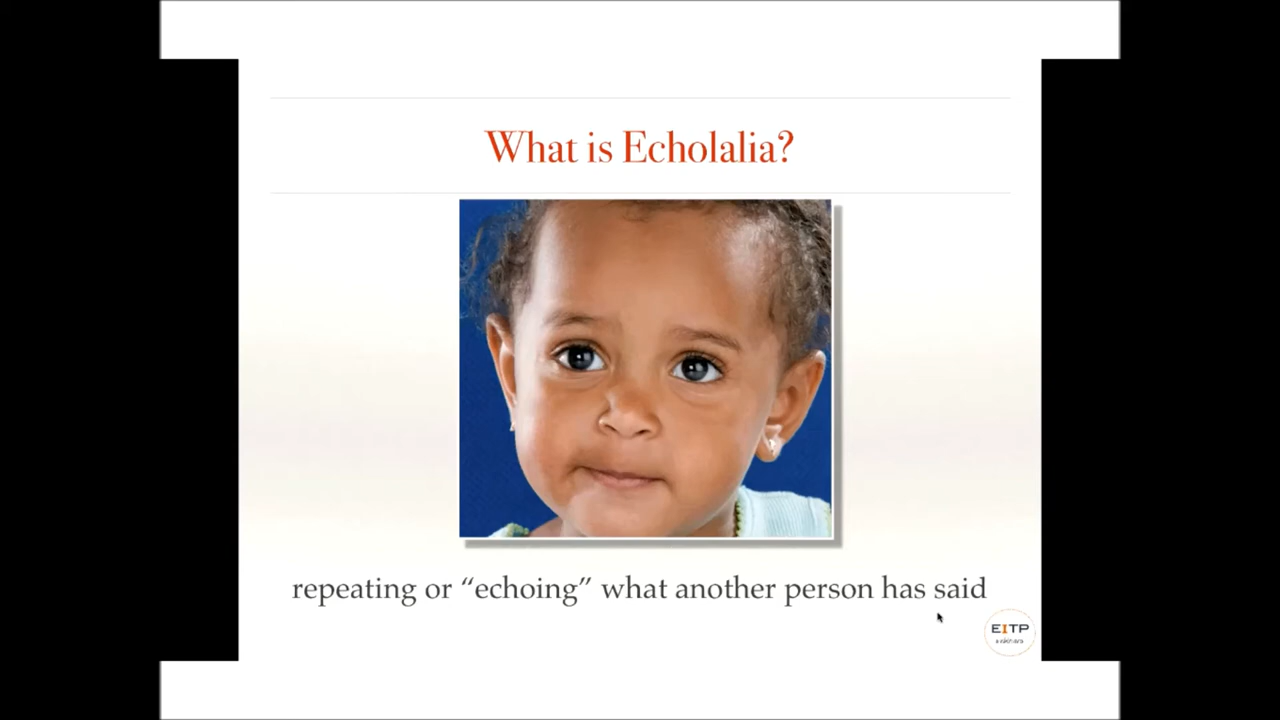 What is Echolalia?
repeating or “echoing” what another person has said
EITP